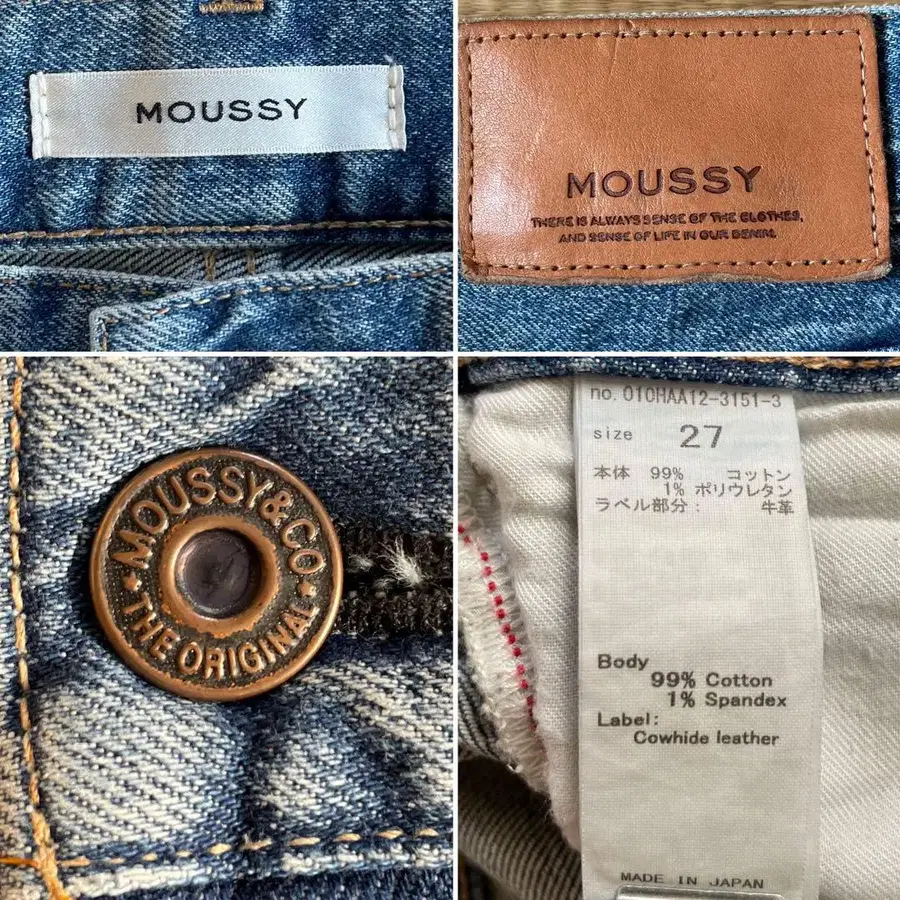 MOUSSY
MOUSSY
THERE IS ALWAYS SENSE OF THE CLOTHES,
AND SENSE OF LIFE IN OUR DENIM.
MOUSSY&CO
THE ORIGINAL
no. 010HAA12-3151-3
size 27
本体 99% コットン
1% ポリウレタン
ラベル部分: 牛革
Body
99% Cotton
1% Spandex
Label:
Cowhide leather
MADE IN JAPAN